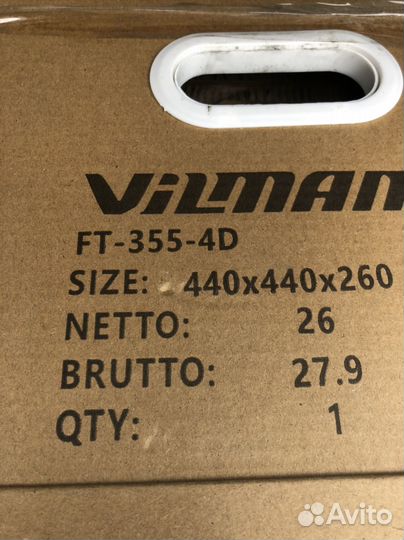 ViLMAN
FT-355-4D
SIZE: 440x440x260
NETTO: 26
BRUTTO: 27.9
QTY: 1
Avito